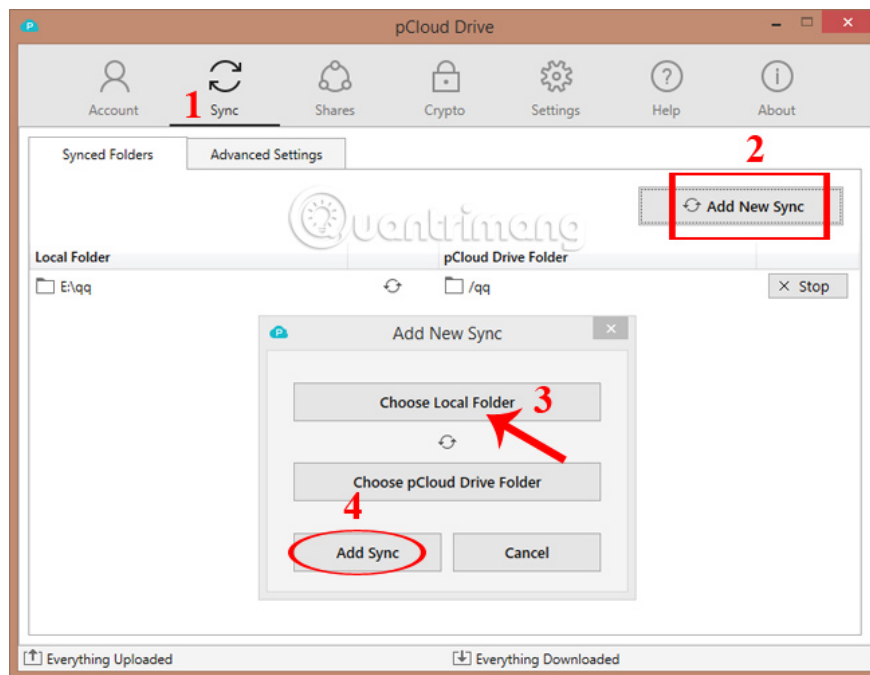 pCloud Drive
Account
1
Sync
Shares
Crypto
Settings
Help
About
Synced Folders
Advanced Settings
2
Quantrimang
Add New Sync
Local Folder
pCloud Drive Folder
E:\qq
/qq
Stop
Add New Sync
Choose Local Folder
3
Choose pCloud Drive Folder
4
Add Sync
Cancel
Everything Uploaded
Everything Downloaded